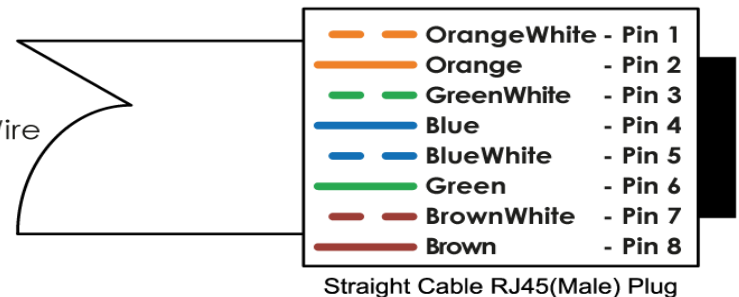 OrangeWhite - Pin 1
Orange - Pin 2
GreenWhite - Pin 3
Blue - Pin 4
BlueWhite - Pin 5
Green - Pin 6
BrownWhite - Pin 7
Brown - Pin 8
Straight Cable RJ45(Male) Plug